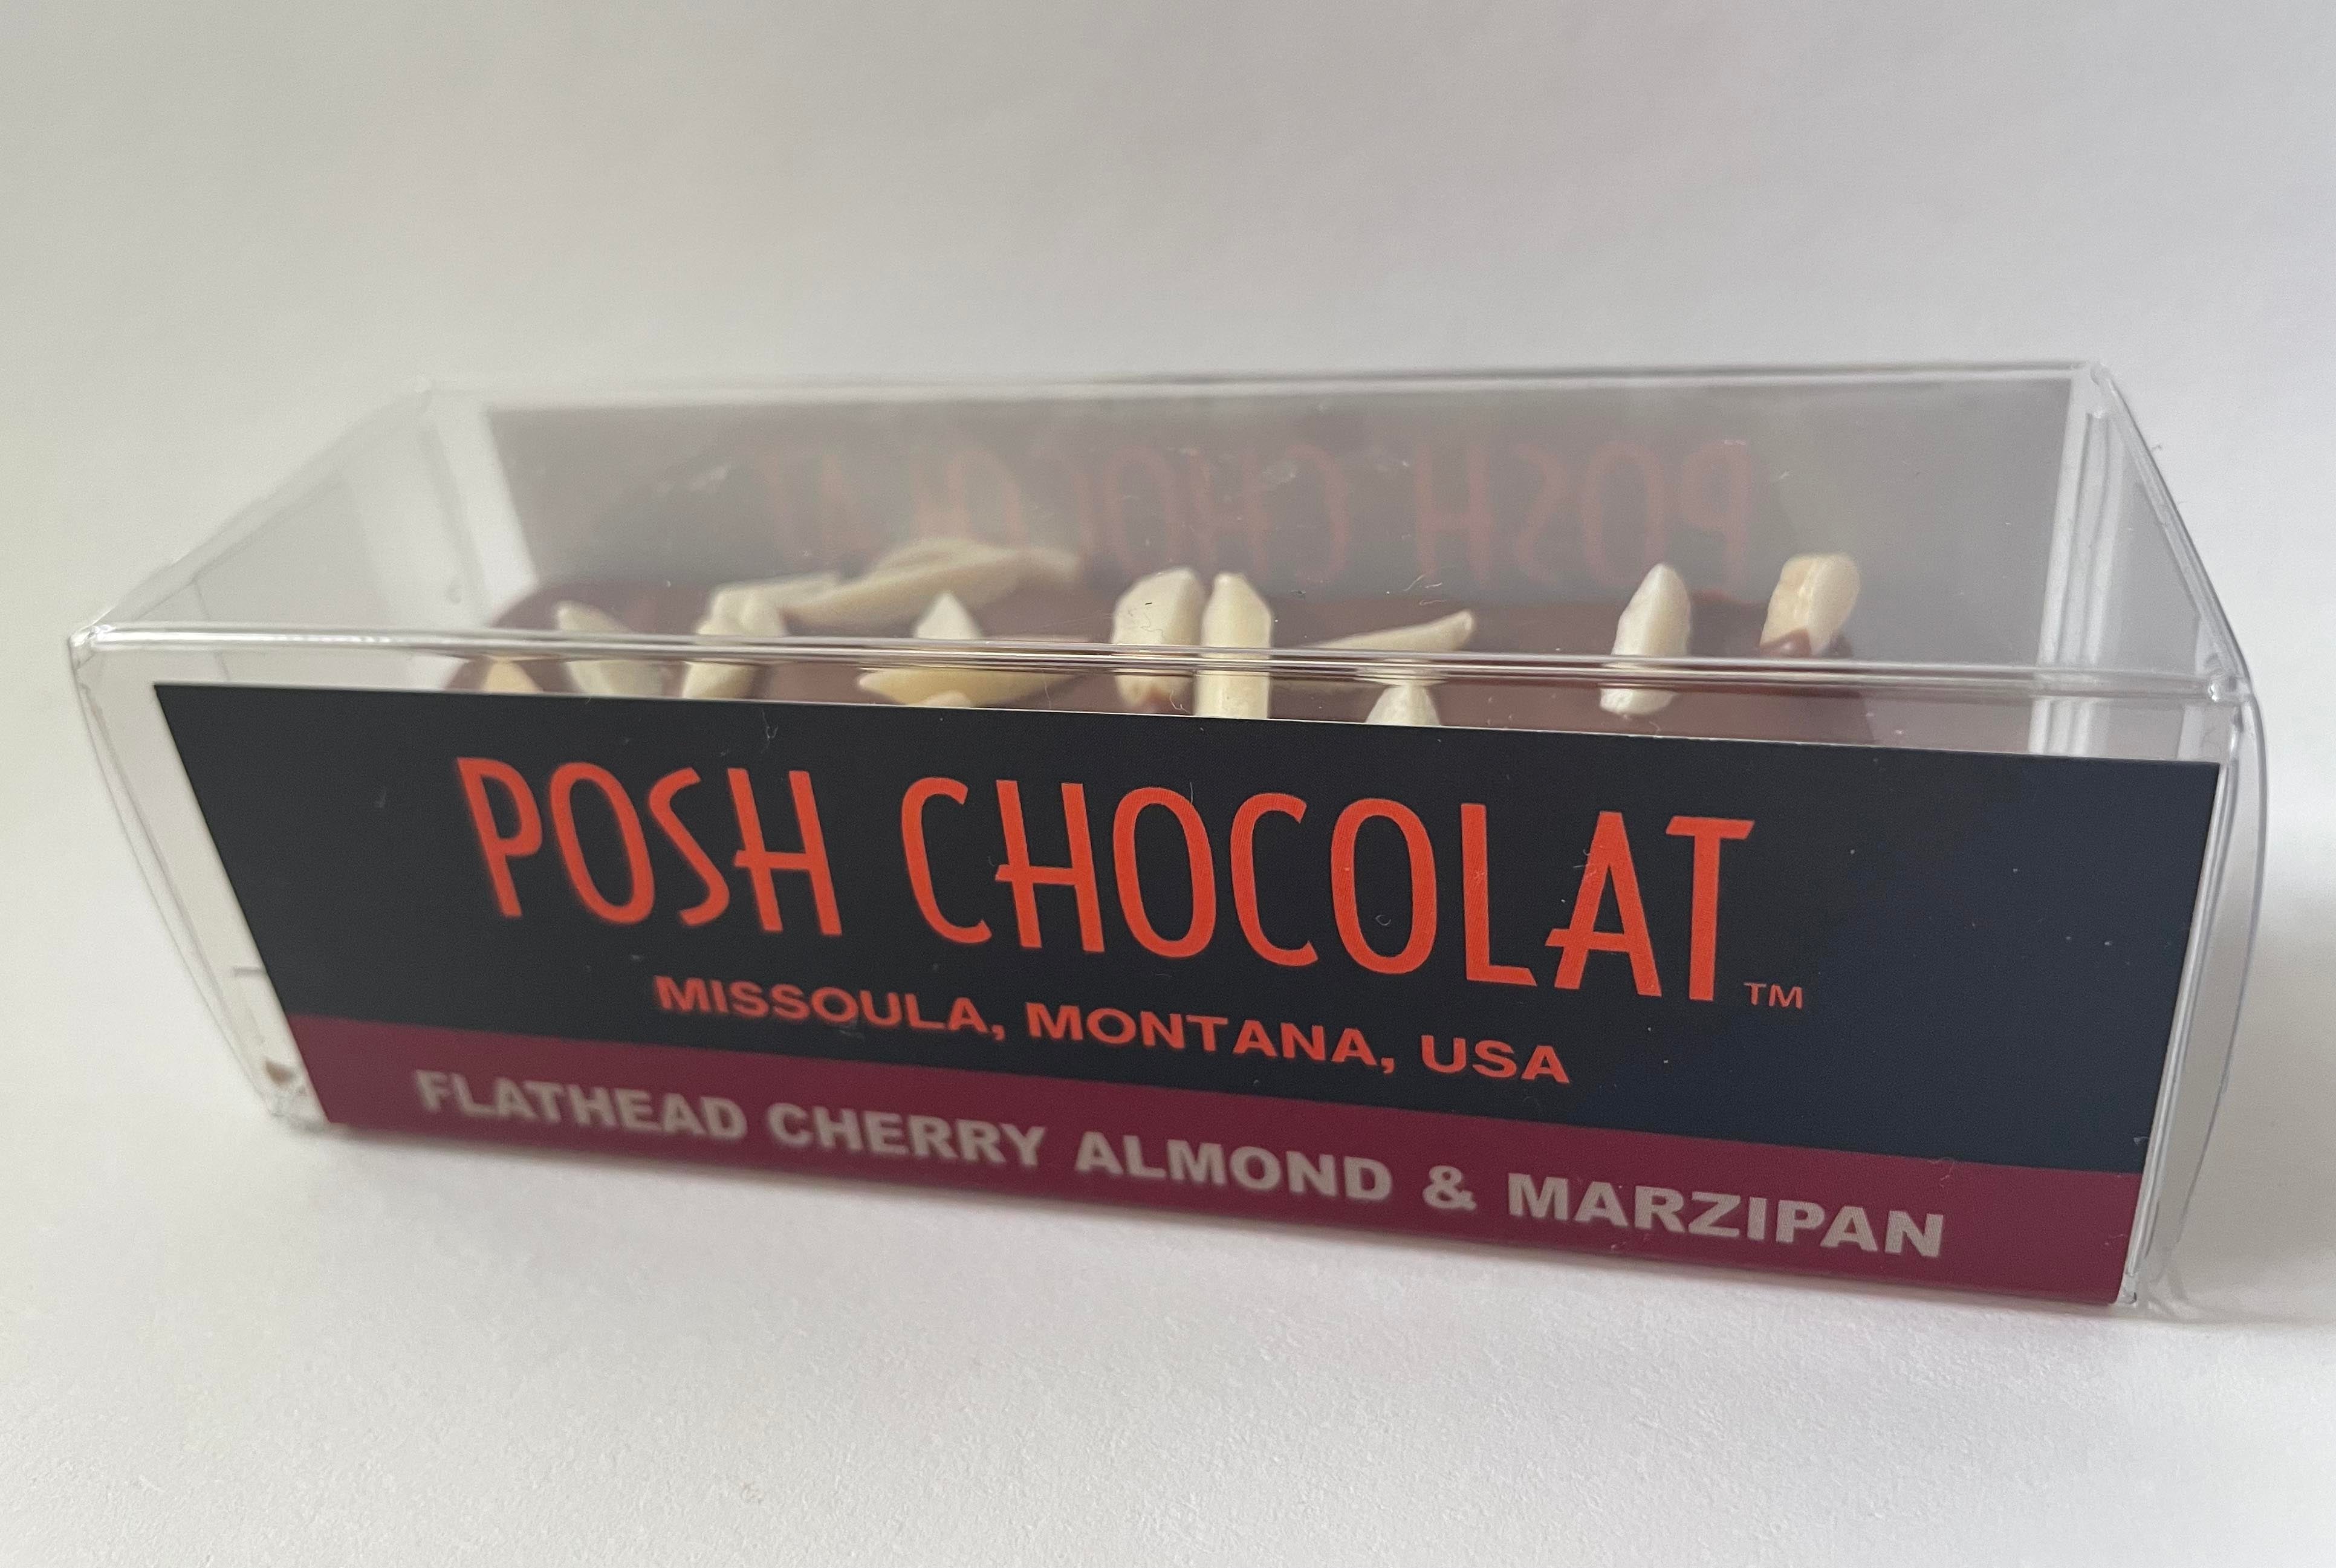 POSH CHOCOLAT™
MISSOULA, MONTANA, USA
FLATHEAD CHERRY ALMOND & MARZIPAN